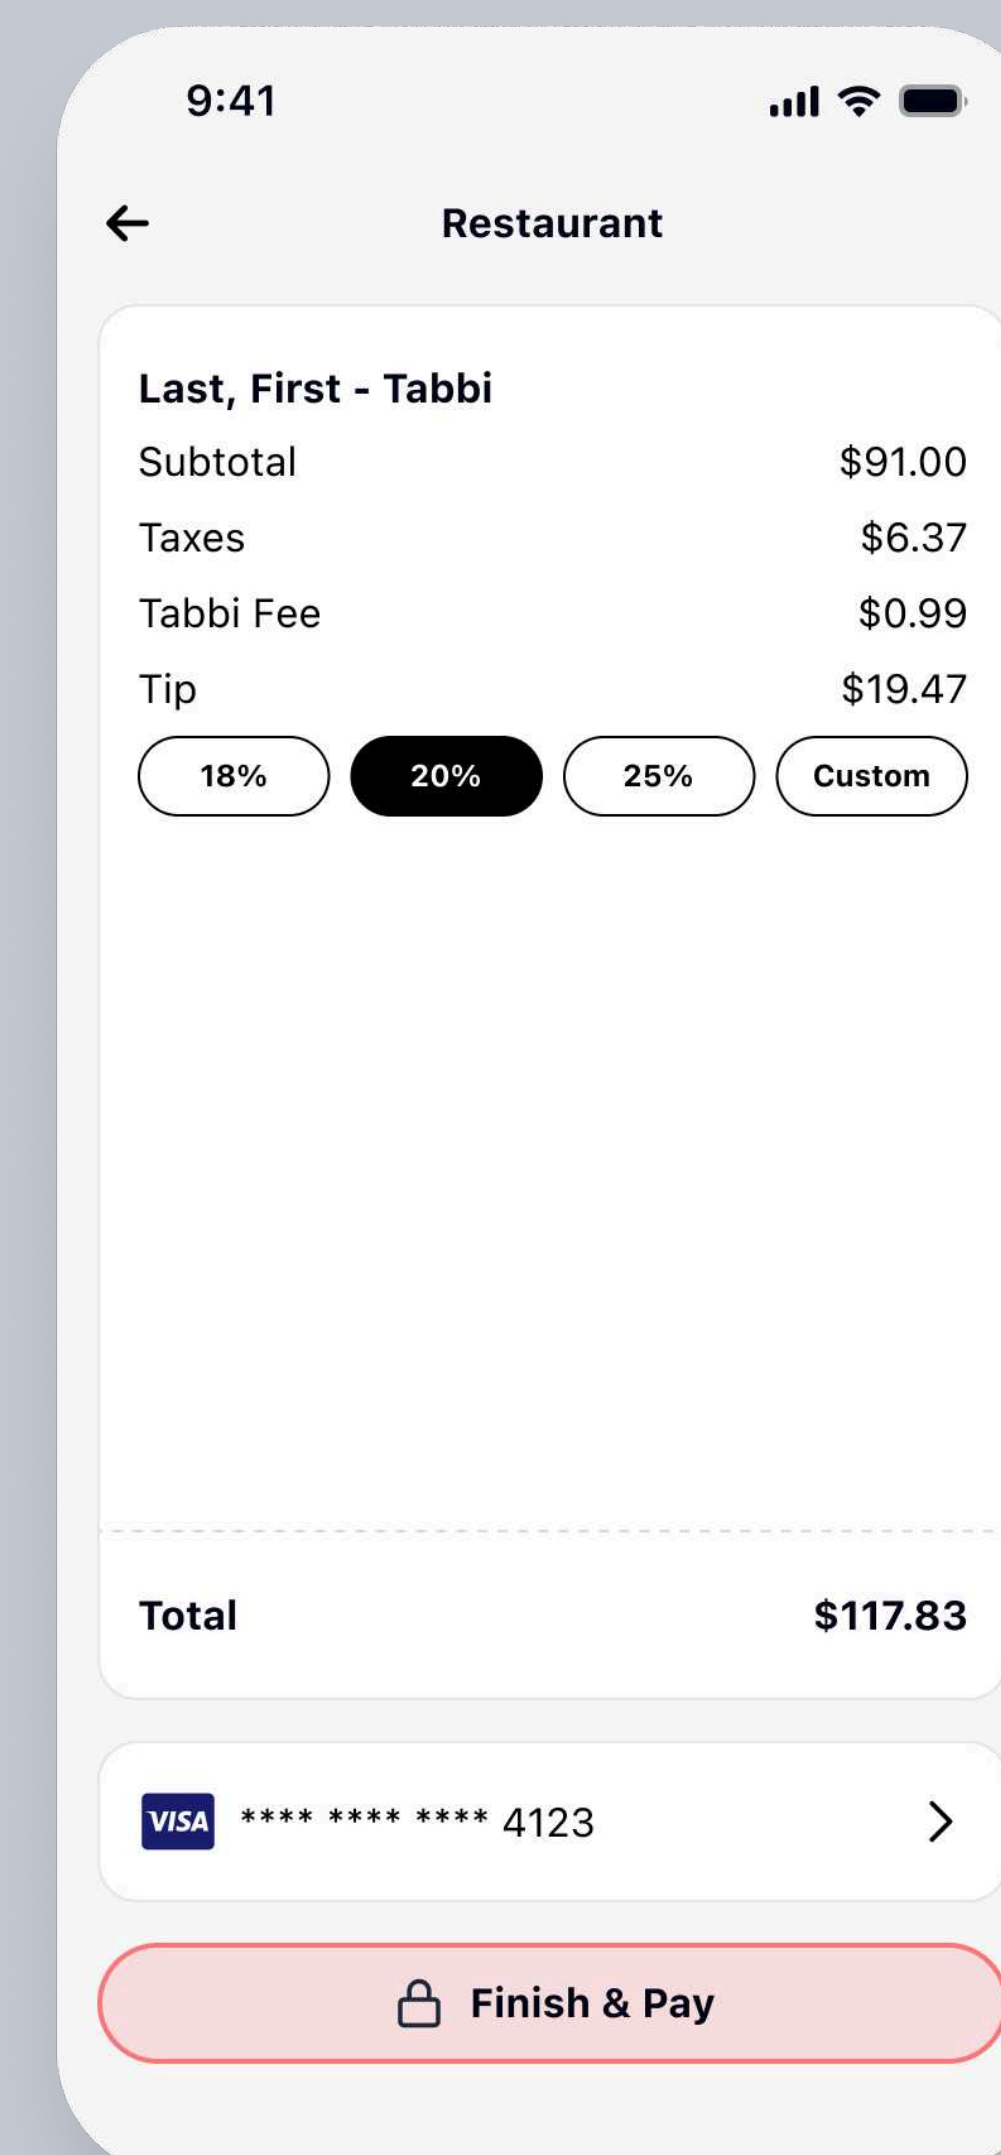 9:41
Restaurant
Last, First - Tabbi
Subtotal $91.00
Taxes $6.37
Tabbi Fee $0.99
Tip $19.47
18% 20% 25% Custom
Total $117.83
VISA **** **** **** 4123
Finish & Pay